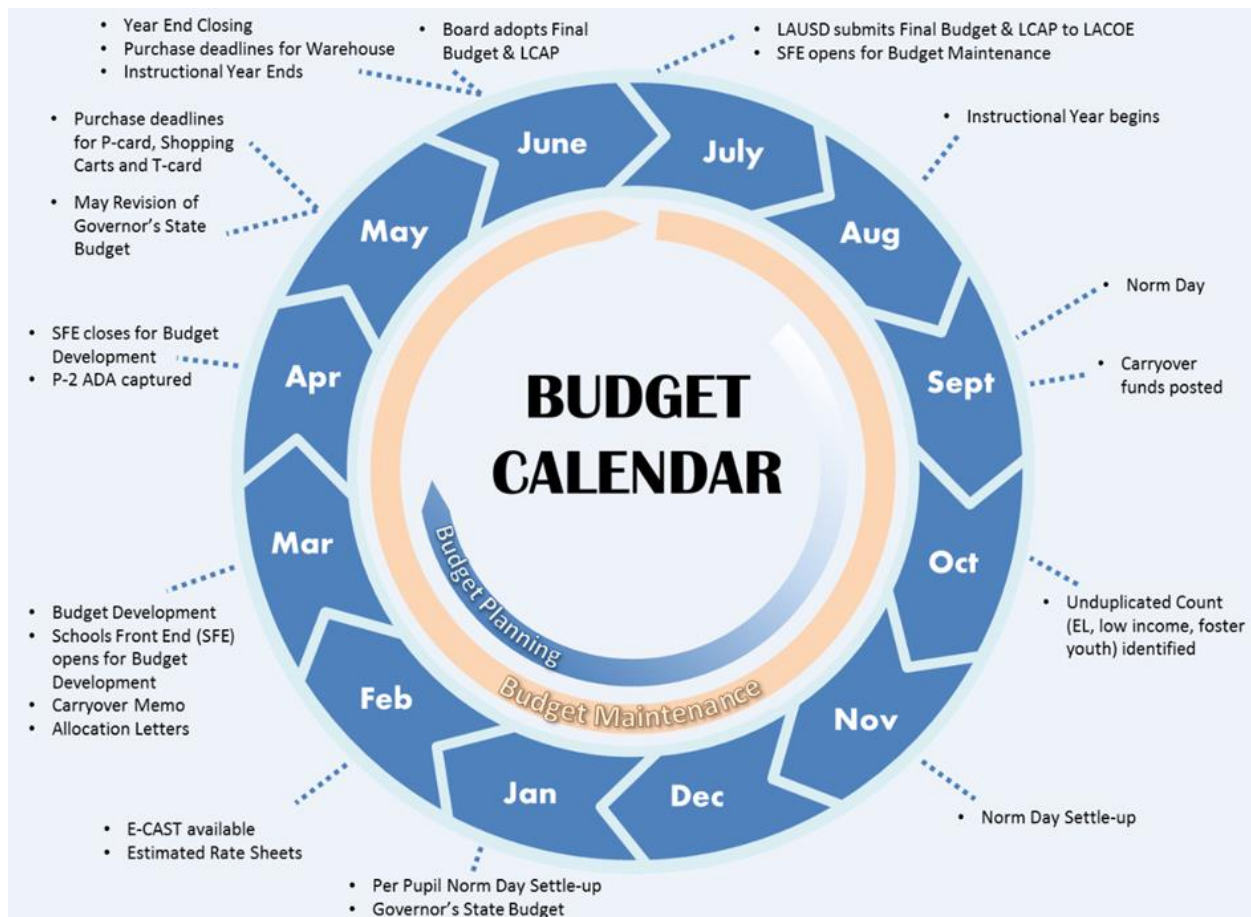 • Year End Closing
• Purchase deadlines for Warehouse
• Instructional Year Ends
• Board adopts Final
Budget & LCAP
• LAUSD submits Final Budget & LCAP to LACOE
• SFE opens for Budget Maintenance
• Instructional Year begins
• Norm Day
• Carryover
funds posted
• Unduplicated Count
(EL, low income, foster
youth) identified
• Norm Day Settle-up
• Per Pupil Norm Day Settle-up
• Governor's State Budget
• E-CAST available
• Estimated Rate Sheets
• Budget Development
• Schools Front End (SFE)
opens for Budget
Development
• Carryover Memo
• Allocation Letters
• SFE closes for Budget
Development
• P-2 ADA captured
• Purchase deadlines
for P-card, Shopping
Carts and T-card
• May Revision of
Governor's State
Budget
June
July
Aug
Sept
Oct
Nov
Dec
Jan
Feb
Mar
Apr
May
BUDGET
CALENDAR
Budget Planning
Budget Maintenance